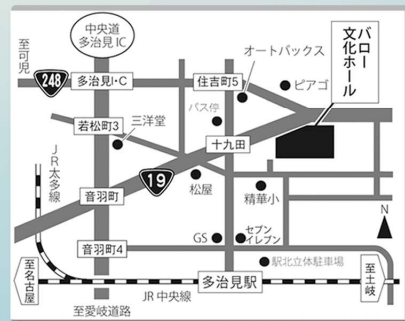 中央道
多治見IC
至可児
248
多治見I・C
住吉町5
オートバックス
ピアゴ
バロー
文化ホール
バス停
若松町3
三洋堂
十九田
JR太多線
19
松屋
精華小
音羽町
N
音羽町4
GS
セブン
イレブン
駅北立体駐車場
至名古屋
多治見駅
至土岐
JR中央線
至愛岐道路